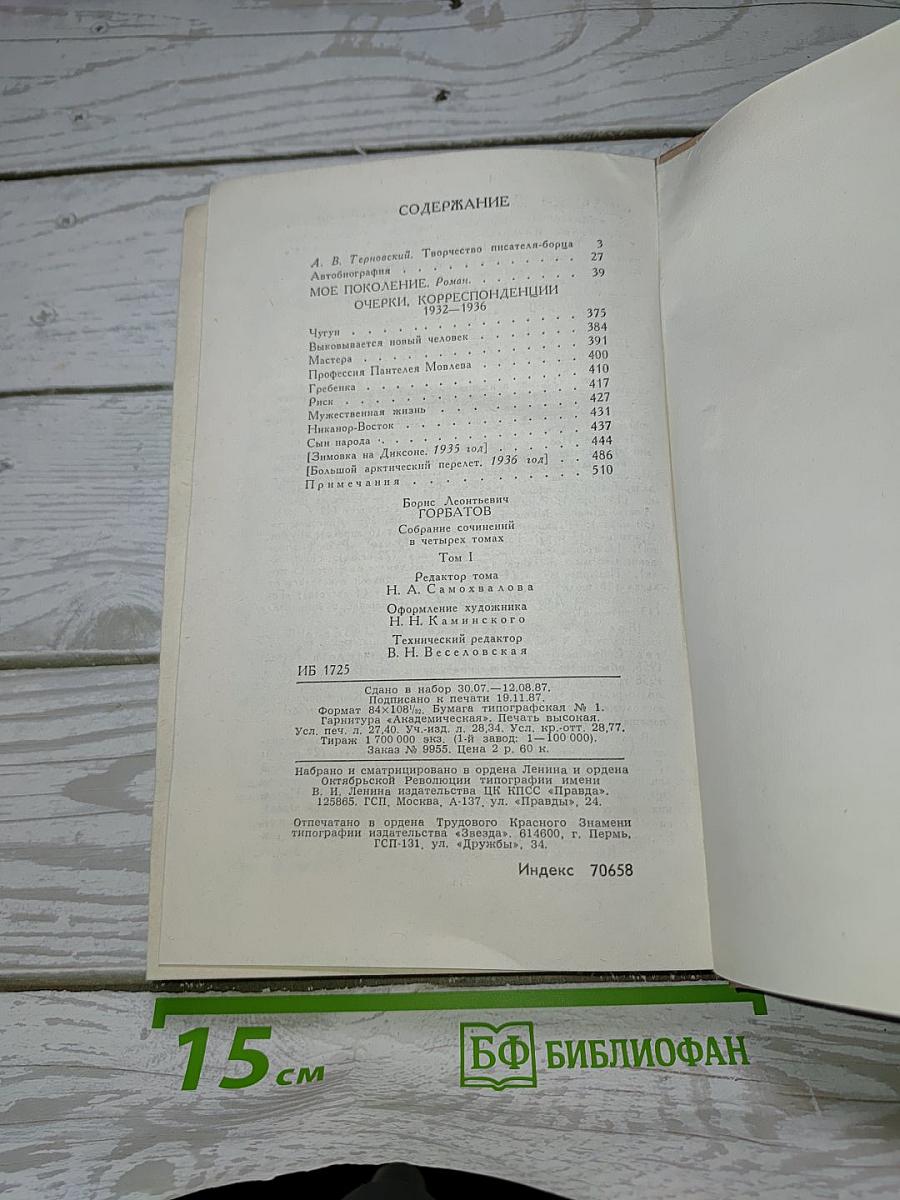 СОДЕРЖАНИЕ
А. В. Терновский. Творчество писателя-борца 3
Автобиография . . . . . . . . . . . 27
МОЕ ПОКОЛЕНИЕ. Роман. . . . . . . . 39
ОЧЕРКИ, КОРРЕСПОНДЕНЦИИ
1932—1936
Чугун . . . . . . . . . . . . . . 375
Выковывается новый человек . . . . . . . 384
Мастера . . . . . . . . . . . . . 391
Профессия Пантелея Мовлева . . . . . . . 400
Гребенка . . . . . . . . . . . . . 410
Риск . . . . . . . . . . . . . . 417
Мужественная жизнь . . . . . . . . . 427
Никанор-Восток . . . . . . . . . . . 431
Сын народа . . . . . . . . . . . . 437
[Зимовка на Диксоне. 1935 год] . . . . . . 444
[Большой арктический перелет. 1936 год] . . 486
Примечания . . . . . . . . . . . 510
Борис Леонтьевич
ГОРБАТОВ
Собрание сочинений
в четырех томах
Том I
Редактор тома
Н. А. Самохвалова
Оформление художника
Н. Н. Каминского
Технический редактор
В. Н. Веселовская
ИБ 1725
Сдано в набор 30.07.—12.08.87.
Подписано к печати 19.11.87.
Формат 84×108¹/₃₂. Бумага типографская № 1.
Гарнитура «Академическая». Печать высокая.
Усл. печ. л. 27,40. Уч.-изд. л. 28,34. Усл. кр.-отт. 28,77.
Тираж 1 700 000 экз. (1-й завод: 1—100 000).
Заказ № 9955. Цена 2 р. 60 к.
Набрано и сматрицировано в ордена Ленина и ордена
Октябрьской Революции типографии имени
В. И. Ленина издательства ЦК КПСС «Правда».
125865. ГСП, Москва, А-137, ул. «Правды», 24.
Отпечатано в ордена Трудового Красного Знамени
типографии издательства «Звезда». 614600, г. Пермь,
ГСП-131, ул. «Дружбы», 34.
Индекс 70658
15 см
БФ БИБЛИОФАН